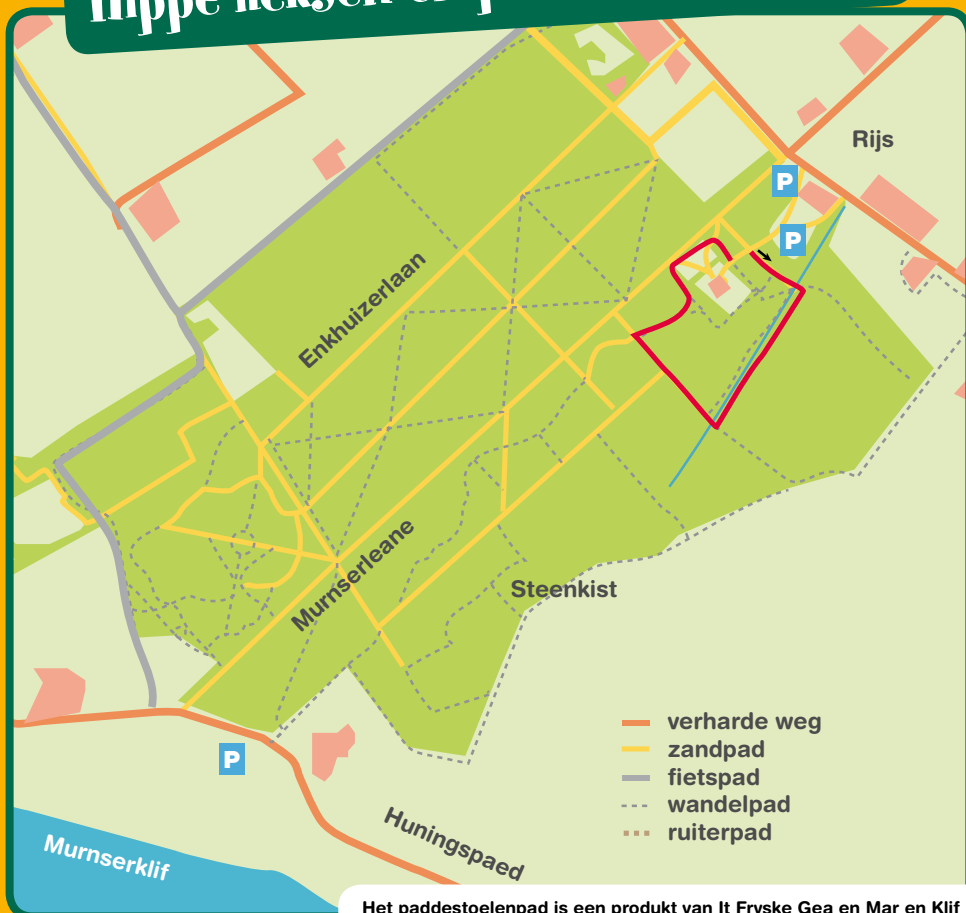 Rijs
P
P
Enkhuizerlaan
Murnserleane
Steenkist
verharde weg
zandpad
fietspad
wandelpad
ruiterpad
P
Huningspaed
Murnserklif
Het paddestoelenpad is een produkt van It Fryske Gea en Mar en Klif